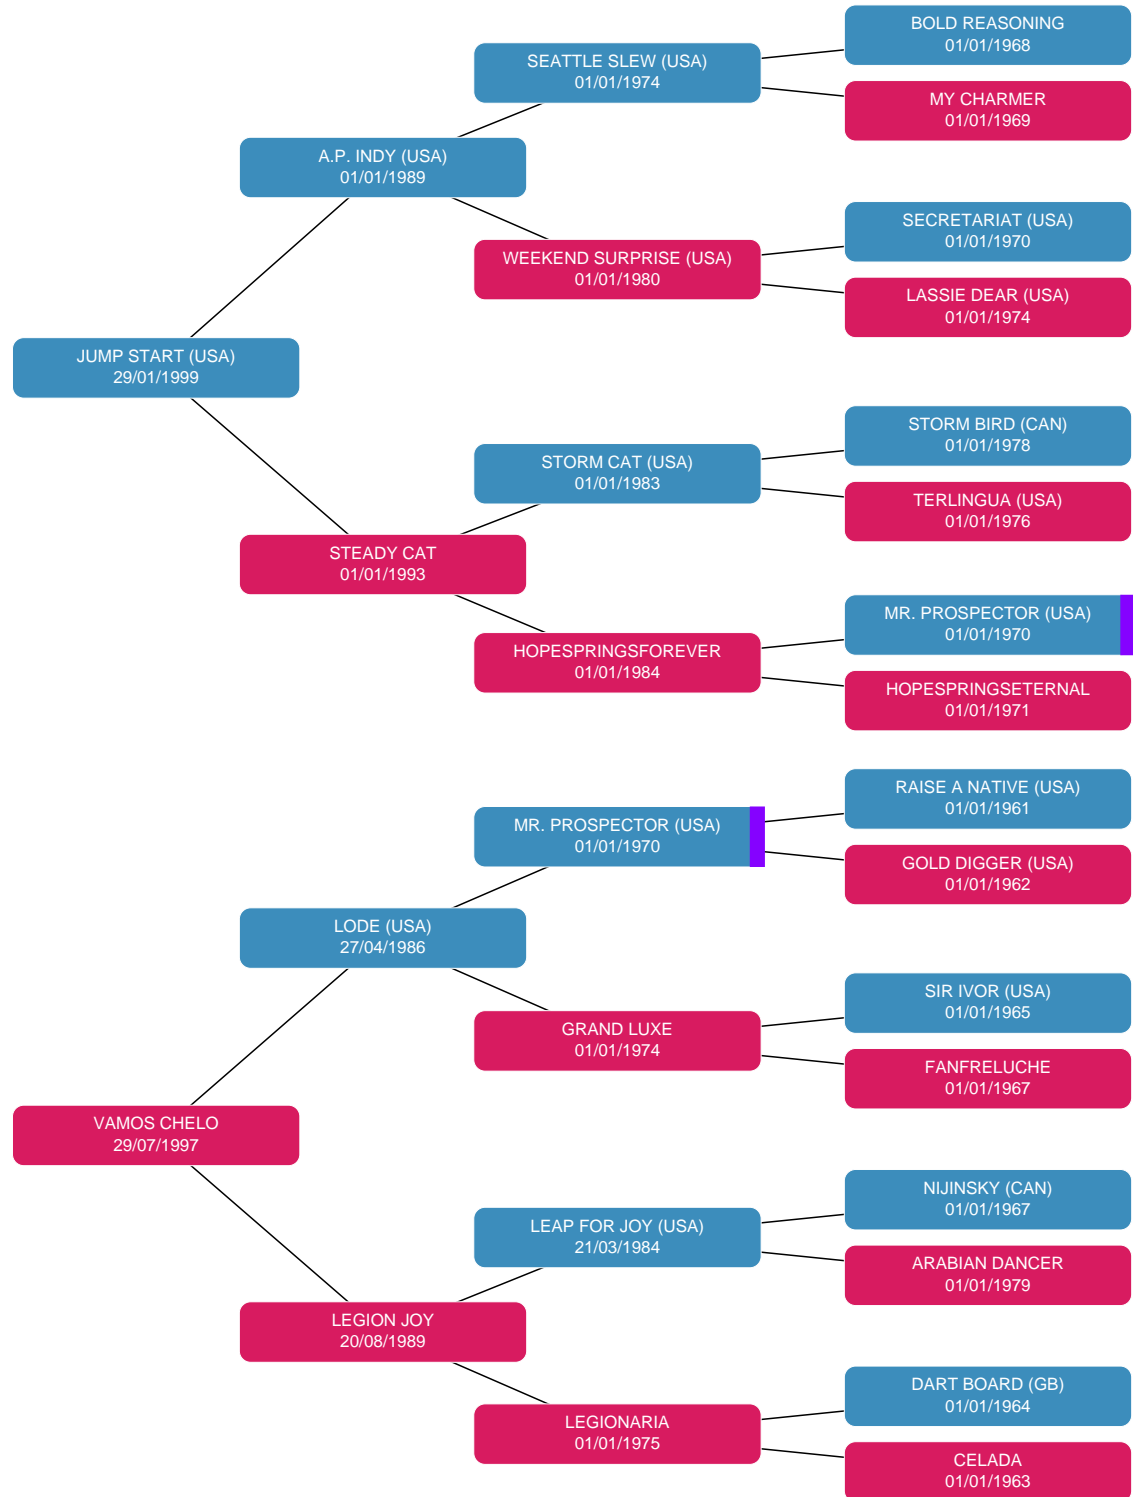 BOLD REASONING
01/01/1968
SEATTLE SLEW (USA)
01/01/1974
MY CHARMER
01/01/1969
A.P. INDY (USA)
01/01/1989
SECRETARIAT (USA)
01/01/1970
WEEKEND SURPRISE (USA)
01/01/1980
LASSIE DEAR (USA)
01/01/1974
JUMP START (USA)
29/01/1999
STORM BIRD (CAN)
01/01/1978
STORM CAT (USA)
01/01/1983
TERLINGUA (USA)
01/01/1976
STEADY CAT
01/01/1993
MR. PROSPECTOR (USA)
01/01/1970
HOPESPRINGSFOREVER
01/01/1984
HOPESPRINGSETERNAL
01/01/1971
RAISE A NATIVE (USA)
01/01/1961
MR. PROSPECTOR (USA)
01/01/1970
GOLD DIGGER (USA)
01/01/1962
LODE (USA)
27/04/1986
SIR IVOR (USA)
01/01/1965
GRAND LUXE
01/01/1974
FANFRELUCHE
01/01/1967
VAMOS CHELO
29/07/1997
NIJINSKY (CAN)
01/01/1967
LEAP FOR JOY (USA)
21/03/1984
ARABIAN DANCER
01/01/1979
LEGION JOY
20/08/1989
DART BOARD (GB)
01/01/1964
LEGIONARIA
01/01/1975
CELADA
01/01/1963